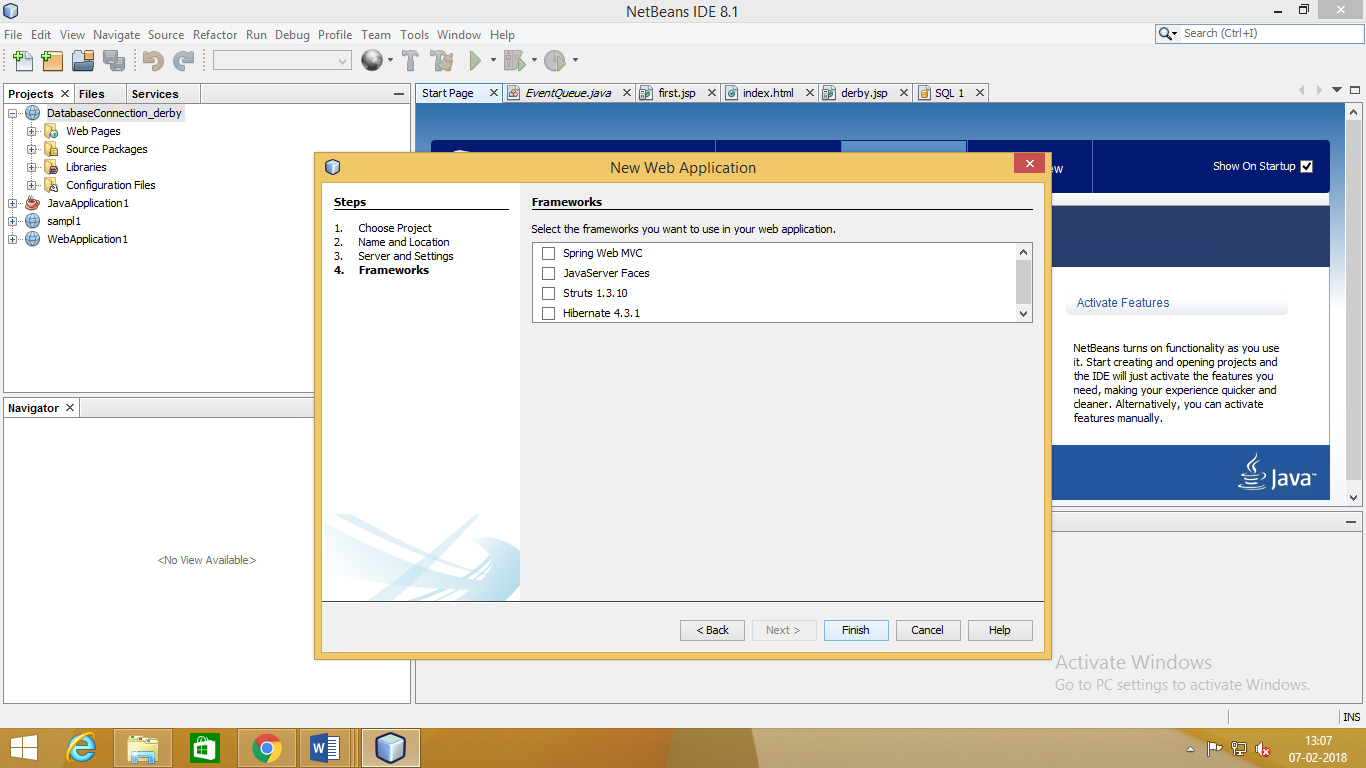 NetBeans IDE 8.1
File Edit View Navigate Source Refactor Run Debug Profile Team Tools Window Help
Search (Ctrl+I)
Projects Files Services
Start Page EventQueue.java first.jsp index.html derby.jsp SQL 1
DatabaseConnection_derby
Web Pages
Source Packages
Libraries
Configuration Files
JavaApplication1
sampl1
WebApplication1
Navigator
<No View Available>
Show On Startup
New Web Application
Steps
1. Choose Project
2. Name and Location
3. Server and Settings
4. Frameworks
Frameworks
Select the frameworks you want to use in your web application.
Spring Web MVC
JavaServer Faces
Struts 1.3.10
Hibernate 4.3.1
< Back Next > Finish Cancel Help
Activate Features
NetBeans turns on functionality as you use
it. Start creating and opening projects and
the IDE will just activate the features you
need, making your experience quicker and
cleaner. Alternatively, you can activate
features manually.
Java™
Activate Windows
Go to PC settings to activate Windows.
INS
13:07
07-02-2018